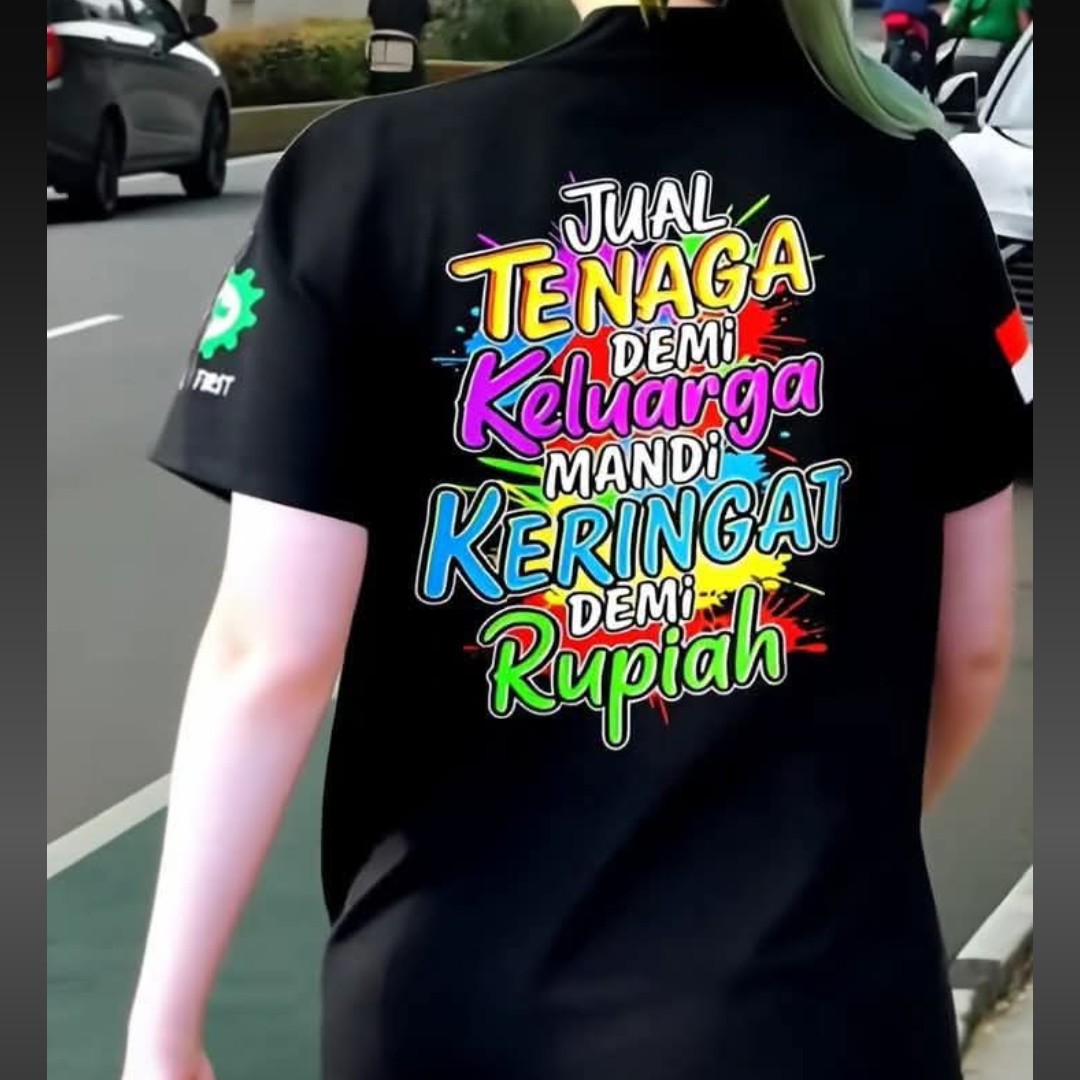 JUAL
TENAGA
DEMi
Keluarga
MANDi
KERINGAT
DEMi
Rupiah
FIRST